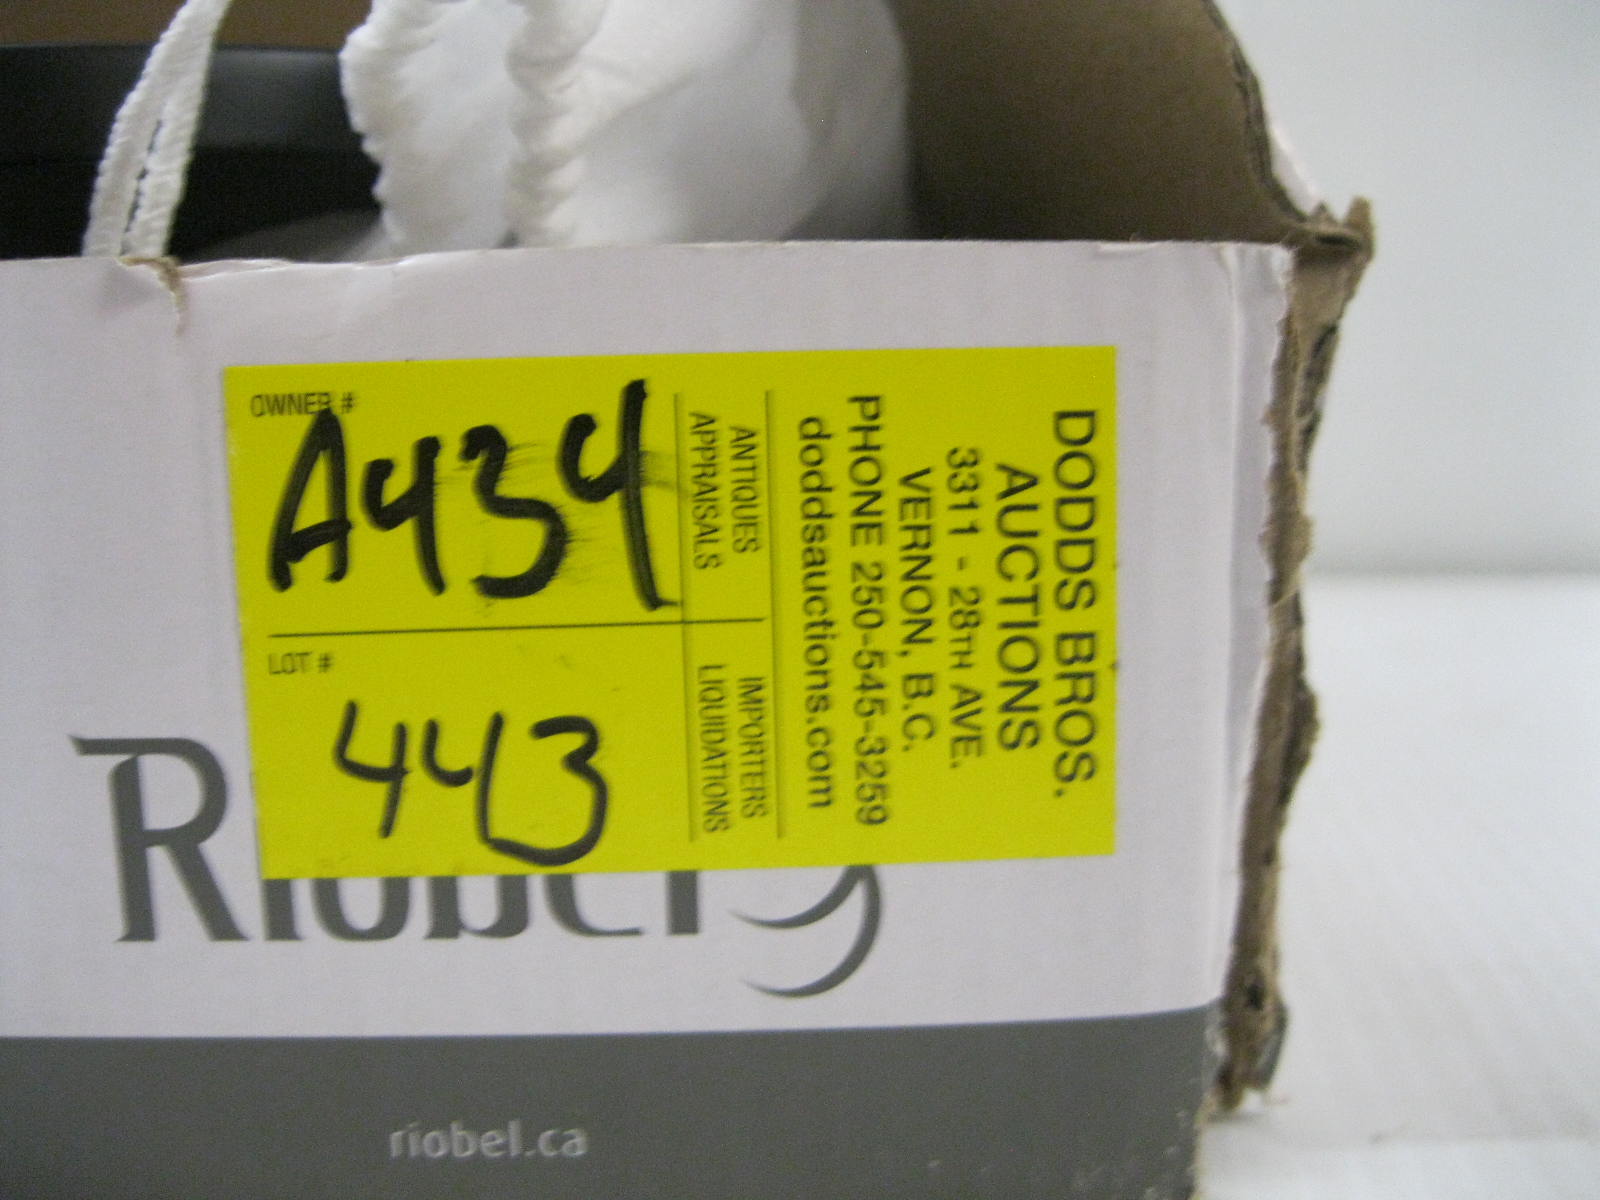 OWNER #
A434
LOT #
443
ANTIQUES
APPRAISALS
IMPORTERS
LIQUIDATIONS
DODDS BROS.
AUCTIONS
3311 - 28TH AVE.
VERNON, B.C.
PHONE 250-545-3259
doddsauctions.com
Riobel
riobel.ca